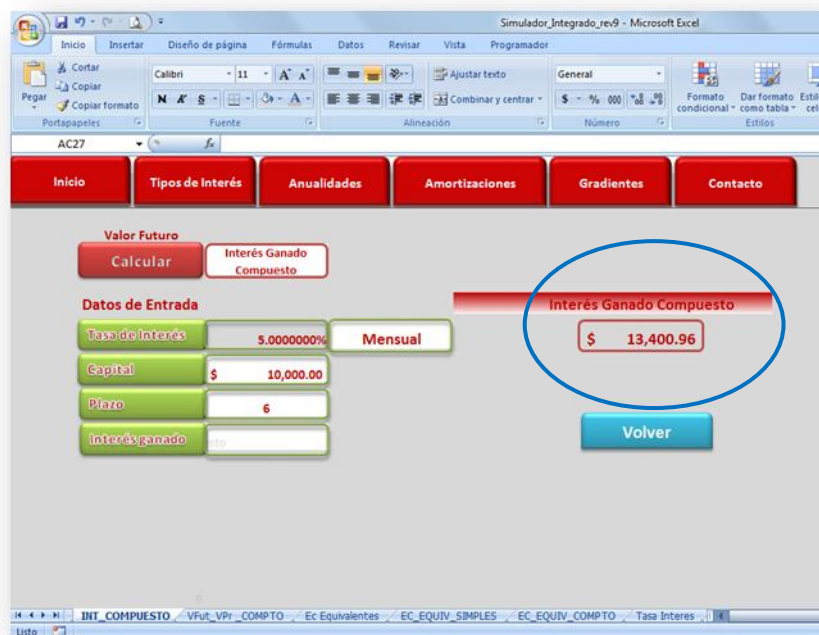 Simulador_Integrado_rev9 - Microsoft Excel
Inicio Insertar Diseño de página Fórmulas Datos Revisar Vista Programador
Pegar
Cortar
Copiar
Copiar formato
Portapapeles
Calibri 11 A A
N K S A
Fuente
Ajustar texto
Combinar y centrar
Alineación
General
$ % 000
Número
Formato condicional
Dar formato como tabla
Estilos
AC27 fx
Inicio Tipos de Interés Anualidades Amortizaciones Gradientes Contacto
Valor Futuro
Calcular
Interés Ganado
Compuesto
Datos de Entrada
Interés Ganado Compuesto
Tasa de Interés 5.0000000% Mensual
$ 13,400.96
Capital $ 10,000.00
Plazo 6
Volver
Interés ganado
INT_COMPUESTO VFut_VPr_COMPTO Ec Equivalentes EC_EQUIV_SIMPLES EC_EQUIV_COMPTO Tasa Interes
Listo